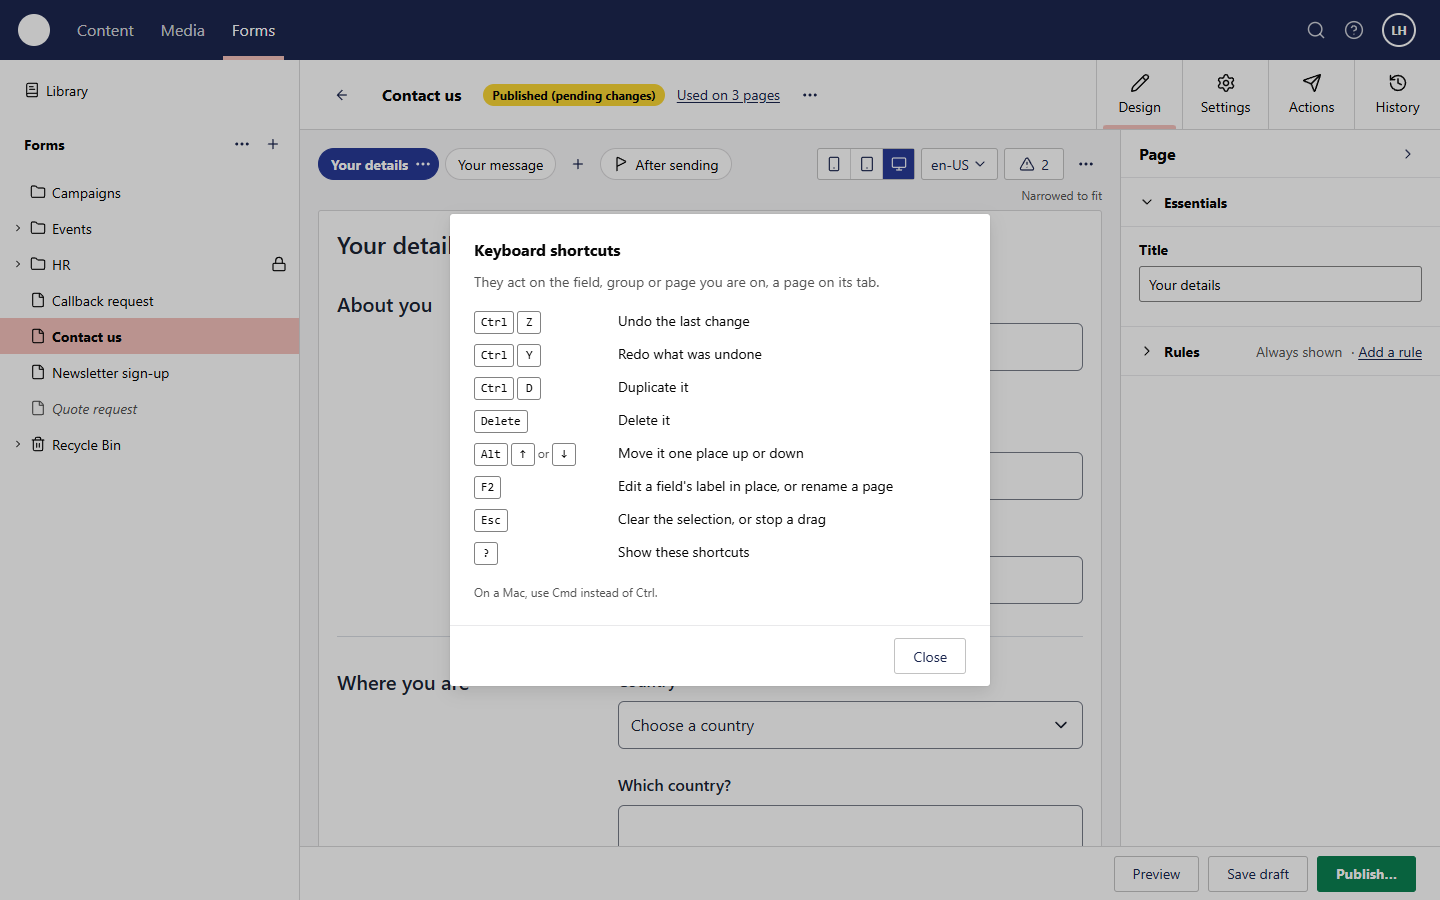 Content Media Forms LH
Library
Forms
Campaigns
Events
HR
Callback request
Contact us
Newsletter sign-up
Quote request
Recycle Bin
Contact us Published (pending changes) Used on 3 pages
Design Settings Actions History
Your details Your message After sending en-US 2
Narrowed to fit
Your detai
About you
Where you are
Country
Choose a country
Which country?
Keyboard shortcuts
They act on the field, group or page you are on, a page on its tab.
Ctrl Z Undo the last change
Ctrl Y Redo what was undone
Ctrl D Duplicate it
Delete Delete it
Alt ↑ or ↓ Move it one place up or down
F2 Edit a field's label in place, or rename a page
Esc Clear the selection, or stop a drag
? Show these shortcuts
On a Mac, use Cmd instead of Ctrl.
Close
Page
Essentials
Title
Your details
Rules Always shown · Add a rule
Preview Save draft Publish...